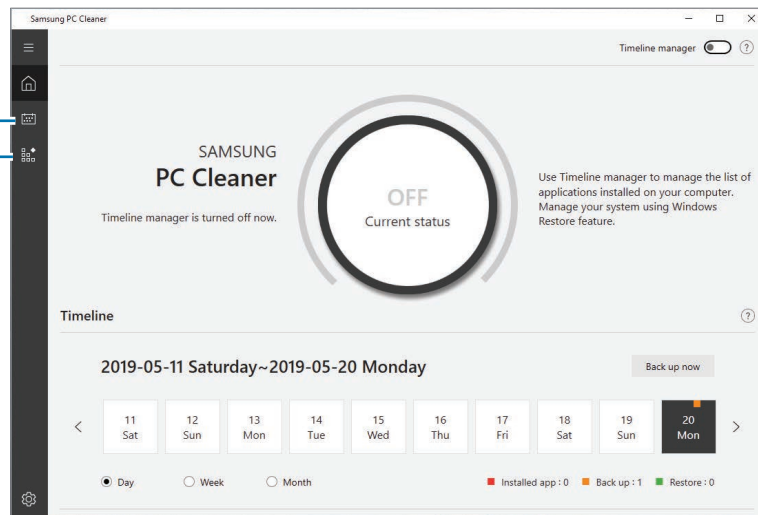 Samsung PC Cleaner
Timeline manager
?
SAMSUNG
PC Cleaner
Timeline manager is turned off now.
OFF
Current status
Use Timeline manager to manage the list of
applications installed on your computer.
Manage your system using Windows
Restore feature.
Timeline
?
2019-05-11 Saturday~2019-05-20 Monday
Back up now
11 12 13 14 15 16 17 18 19 20
Sat Sun Mon Tue Wed Thu Fri Sat Sun Mon
Day Week Month
Installed app : 0 Back up : 1 Restore : 0